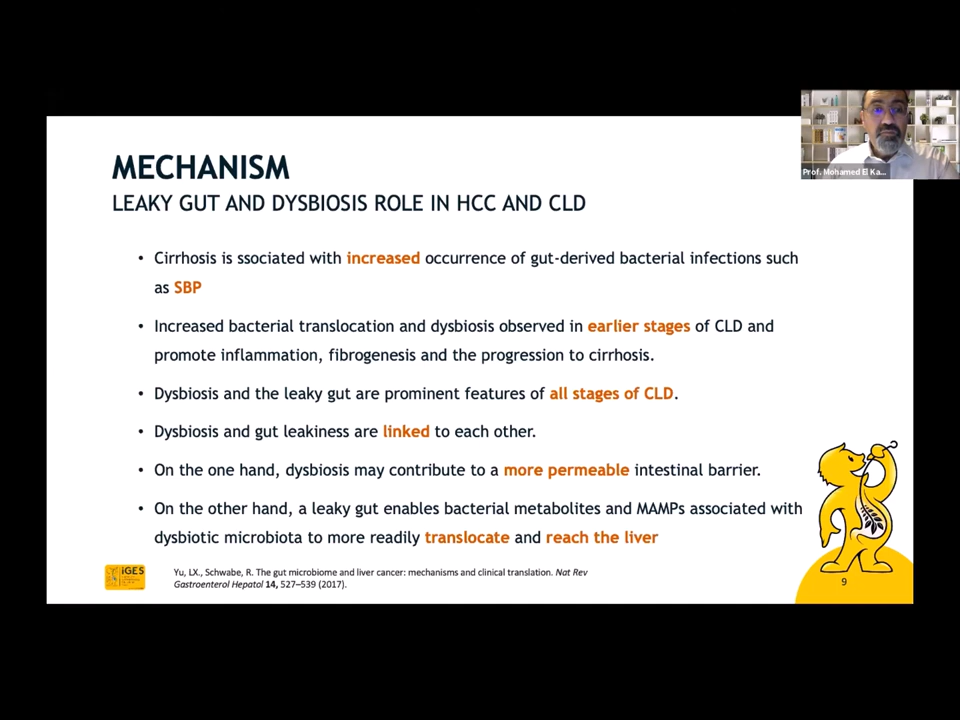 MECHANISM
LEAKY GUT AND DYSBIOSIS ROLE IN HCC AND CLD
• Cirrhosis is ssociated with increased occurrence of gut-derived bacterial infections such
as SBP
• Increased bacterial translocation and dysbiosis observed in earlier stages of CLD and
promote inflammation, fibrogenesis and the progression to cirrhosis.
• Dysbiosis and the leaky gut are prominent features of all stages of CLD.
• Dysbiosis and gut leakiness are linked to each other.
• On the one hand, dysbiosis may contribute to a more permeable intestinal barrier.
• On the other hand, a leaky gut enables bacterial metabolites and MAMPs associated with
dysbiotic microbiota to more readily translocate and reach the liver
Yu, LX., Schwabe, R. The gut microbiome and liver cancer: mechanisms and clinical translation. Nat Rev
Gastroenterol Hepatol 14, 527–539 (2017).
iGES
9
Prof. Mohamed El Ka...